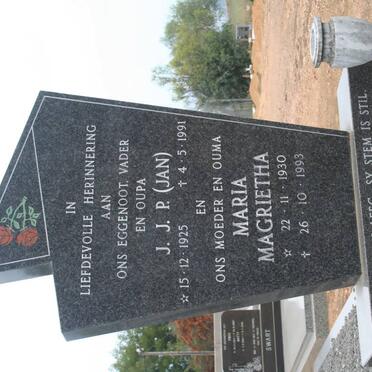 IN
LIEFDEVOLLE HERINNERING
AAN
ONS EGGENOOT, VADER
EN OUPA
J. J. P. (JAN)
☆ 15·12·1925 ✝ 4·5·1991
EN
ONS MOEDER EN OUMA
MARIA
MAGRIETHA
☆ 22·11·1930
✝ 26·10·1993
SY STEM IS STIL
SWART